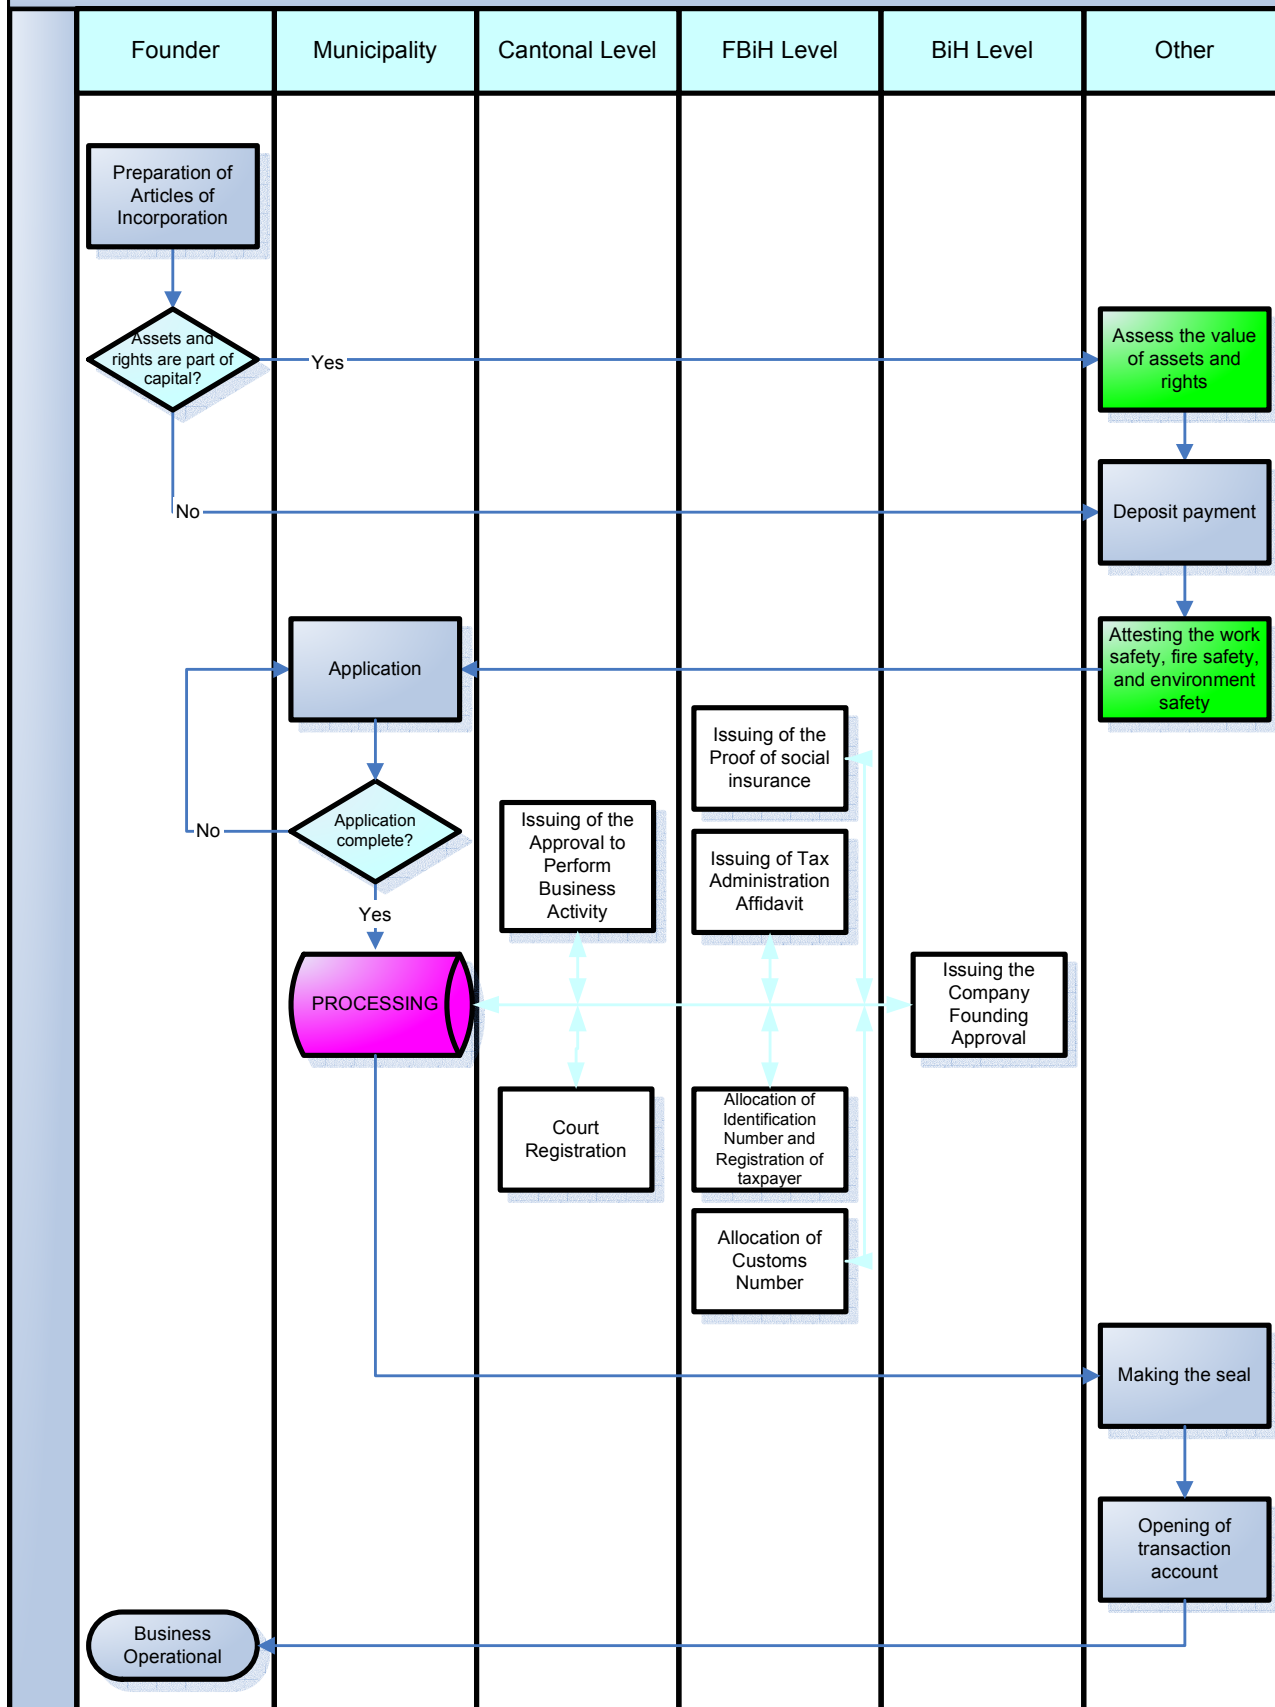 Founder
Municipality
Cantonal Level
FBiH Level
BiH Level
Other
Preparation of
Articles of
Incorporation
Assets and
rights are part of
capital?
Yes
Assess the value
of assets and
rights
No
Deposit payment
Application
Attesting the work
safety, fire safety,
and environment
safety
Issuing of the
Proof of social
insurance
Application
complete?
No
Yes
Issuing of the
Approval to
Perform
Business
Activity
Issuing of Tax
Administration
Affidavit
PROCESSING
Issuing the
Company
Founding
Approval
Court
Registration
Allocation of
Identification
Number and
Registration of
taxpayer
Allocation of
Customs
Number
Making the seal
Opening of
transaction
account
Business
Operational